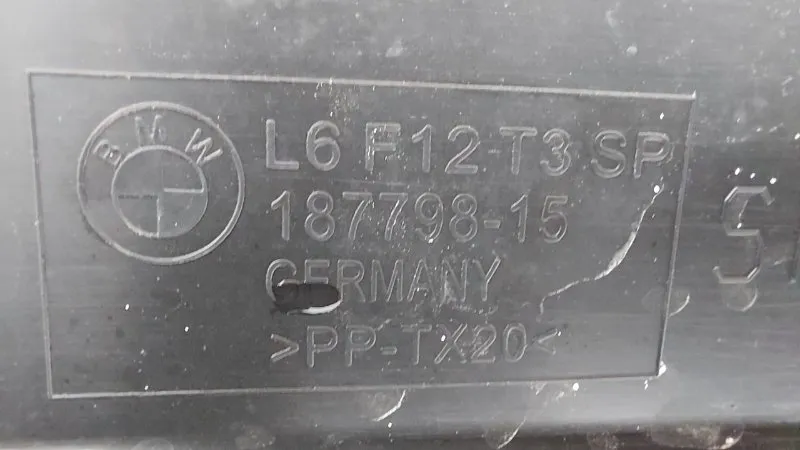 BMW
L6 F12-T3 SP
187798-15
GERMANY
>PP-TX20<